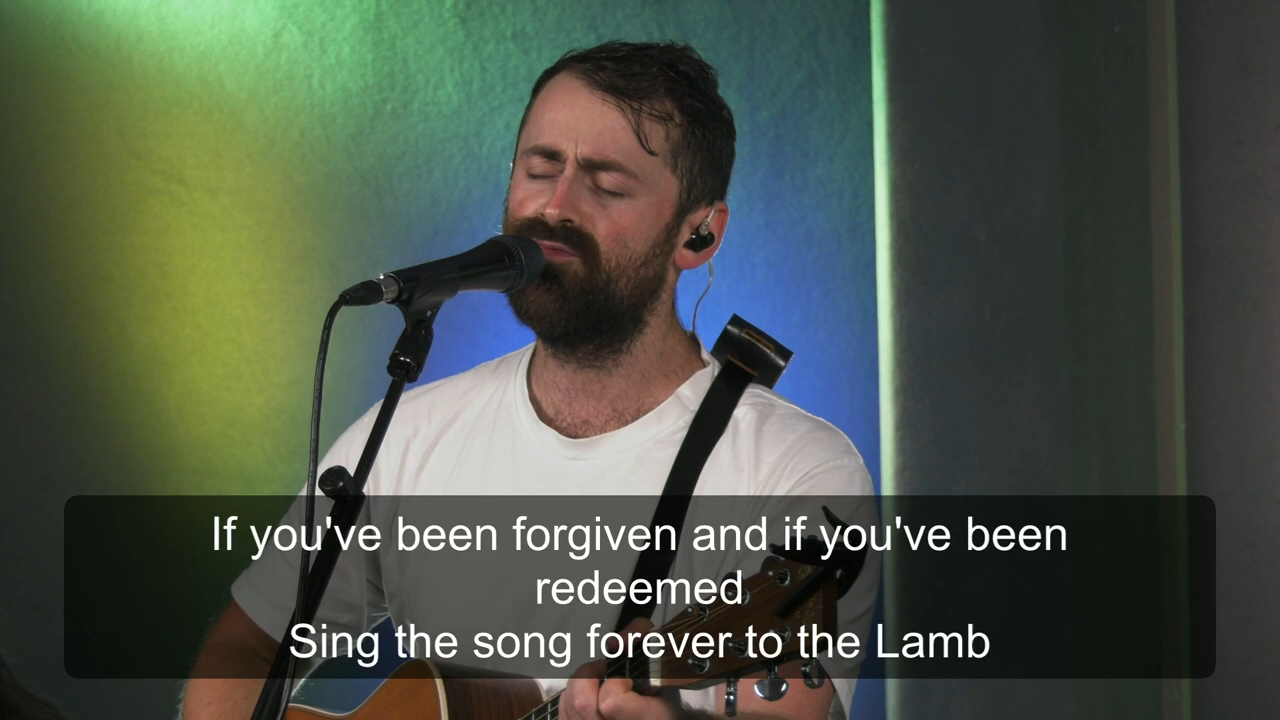 If you've been forgiven and if you've been
redeemed
Sing the song forever to the Lamb